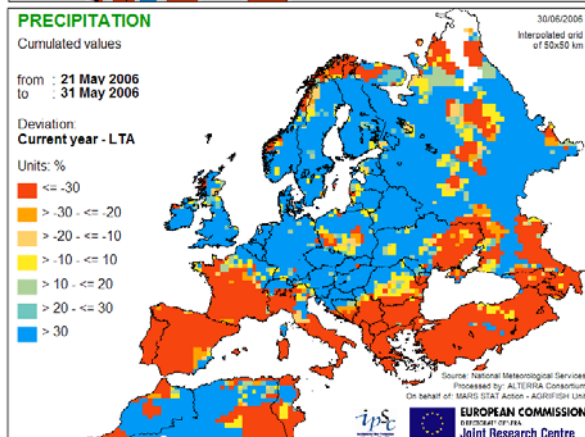 PRECIPITATION
Cumulated values
from : 21 May 2006
to : 31 May 2006
Deviation:
Current year - LTA
Units: %
<= -30
> -30 - <= -20
> -20 - <= -10
> -10 - <= 10
> 10 - <= 20
> 20 - <= 30
> 30
30/06/2006
Interpolated grid
of 50x50 km
Source: National Meteorological Services
Processed by: ALTERRA Consortium
On behalf of: MARS STAT Action - AGRIFISH Unit
ipsc
EUROPEAN COMMISSION
DIRECTORATE GENERAL
Joint Research Centre